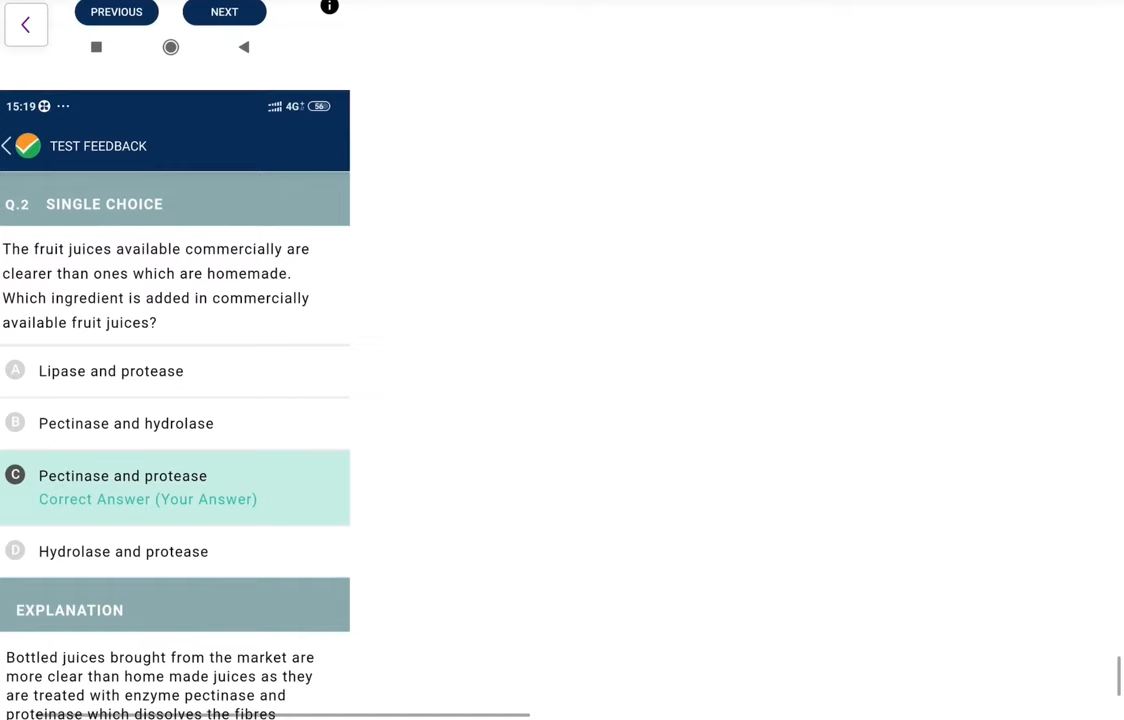 PREVIOUS NEXT
15:19 ... 4G+ 56
TEST FEEDBACK
Q.2 SINGLE CHOICE
The fruit juices available commercially are
clearer than ones which are homemade.
Which ingredient is added in commercially
available fruit juices?
A Lipase and protease
B Pectinase and hydrolase
C Pectinase and protease
Correct Answer (Your Answer)
D Hydrolase and protease
EXPLANATION
Bottled juices brought from the market are
more clear than home made juices as they
are treated with enzyme pectinase and
proteinase which dissolves the fibres